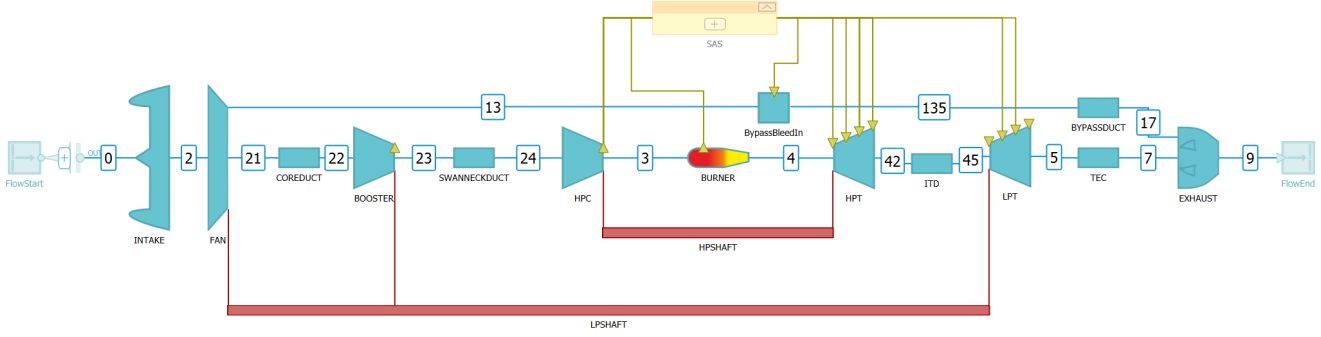 SAS
13
135
BypassBleedIn
BYPASSDUCT
17
OUT
0
2
21
22
23
24
3
4
42
45
5
7
9
FlowStart
COREDUCT
BOOSTER
SWANNECKDUCT
HPC
BURNER
HPT
ITD
LPT
TEC
EXHAUST
FlowEnd
INTAKE
FAN
HPSHAFT
LPSHAFT